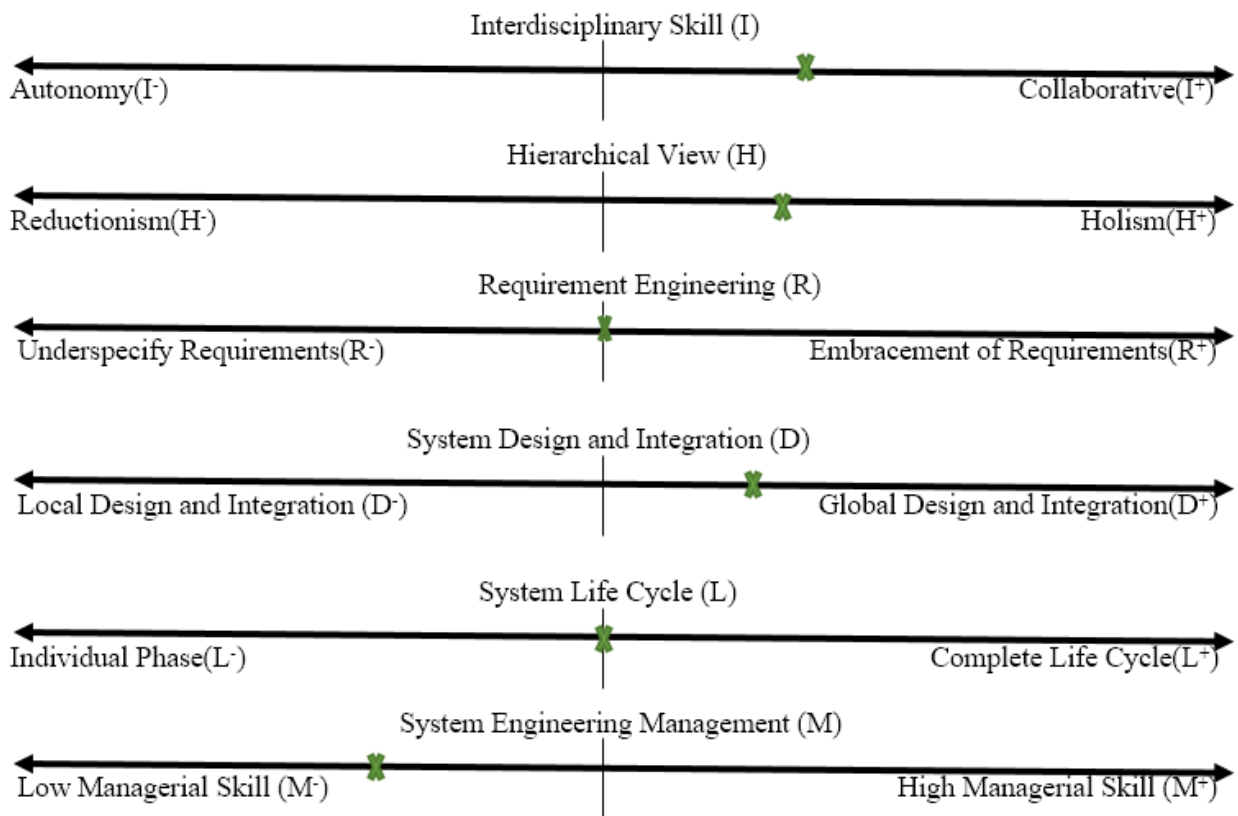 Interdisciplinary Skill (I)
Autonomy(I⁻) Collaborative(I⁺)
Hierarchical View (H)
Reductionism(H⁻) Holism(H⁺)
Requirement Engineering (R)
Underspecify Requirements(R⁻) Embracement of Requirements(R⁺)
System Design and Integration (D)
Local Design and Integration (D⁻) Global Design and Integration(D⁺)
System Life Cycle (L)
Individual Phase(L⁻) Complete Life Cycle(L⁺)
System Engineering Management (M)
Low Managerial Skill (M⁻) High Managerial Skill (M⁺)